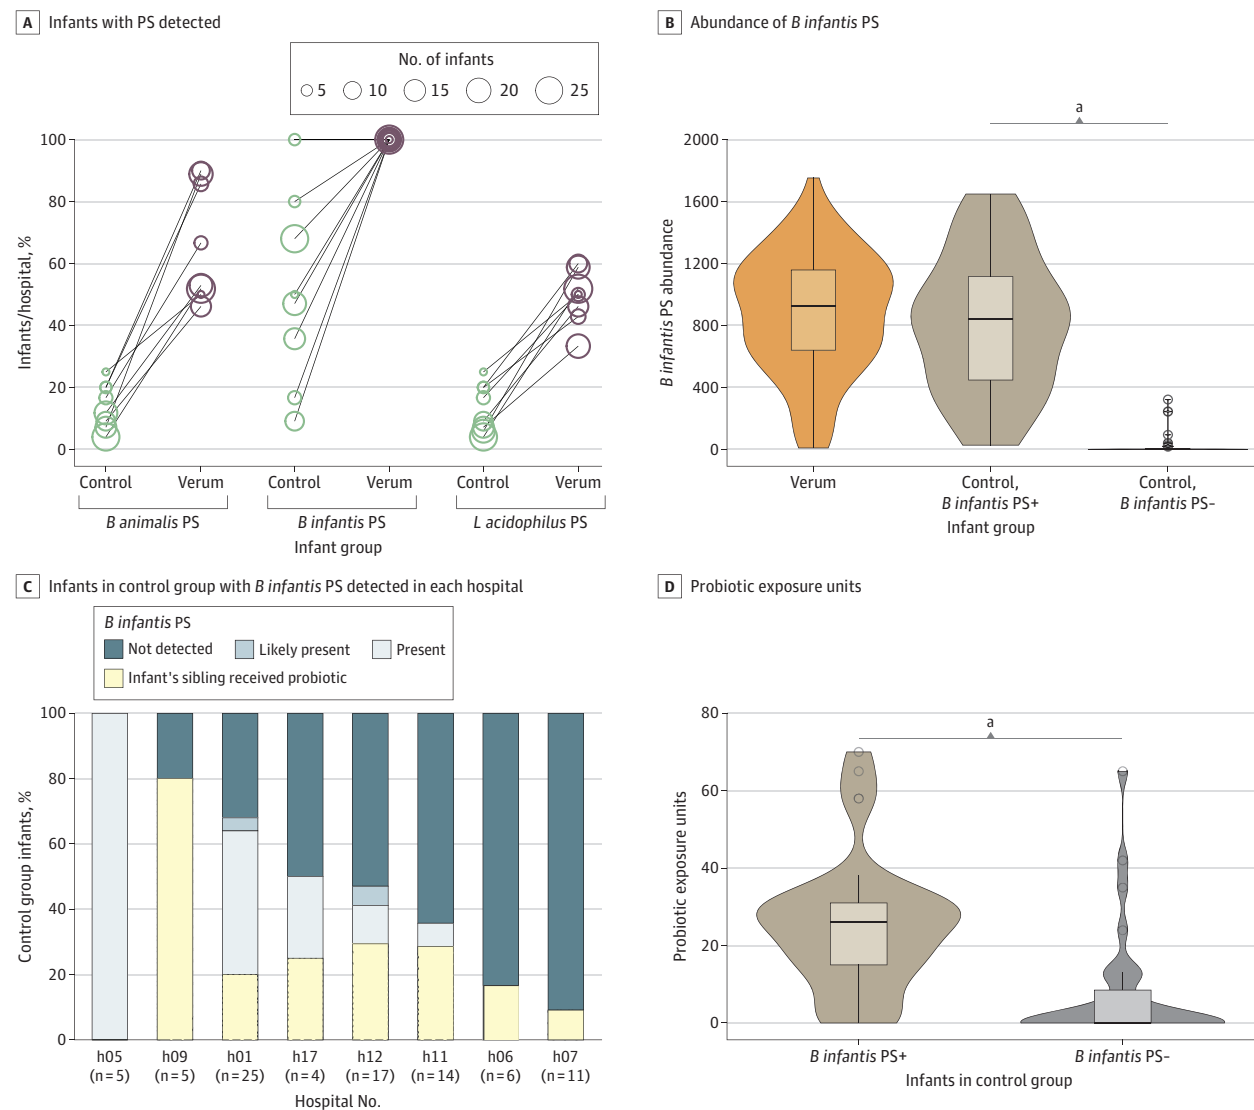 A Infants with PS detected
No. of infants
5 10 15 20 25
100
80
60
40
20
0
Infants/hospital, %
Control Verum Control Verum Control Verum
B animalis PS B infantis PS L acidophilus PS
Infant group
B Abundance of B infantis PS
a
2000
1600
1200
800
400
0
B infantis PS abundance
Verum Control, Control,
B infantis PS+ B infantis PS-
Infant group
C Infants in control group with B infantis PS detected in each hospital
B infantis PS
Not detected Likely present Present
Infant's sibling received probiotic
100
80
60
40
20
0
Control group infants, %
h05 h09 h01 h17 h12 h11 h06 h07
(n=5) (n=5) (n=25) (n=4) (n=17) (n=14) (n=6) (n=11)
Hospital No.
D Probiotic exposure units
a
80
60
40
20
0
Probiotic exposure units
B infantis PS+ B infantis PS-
Infants in control group